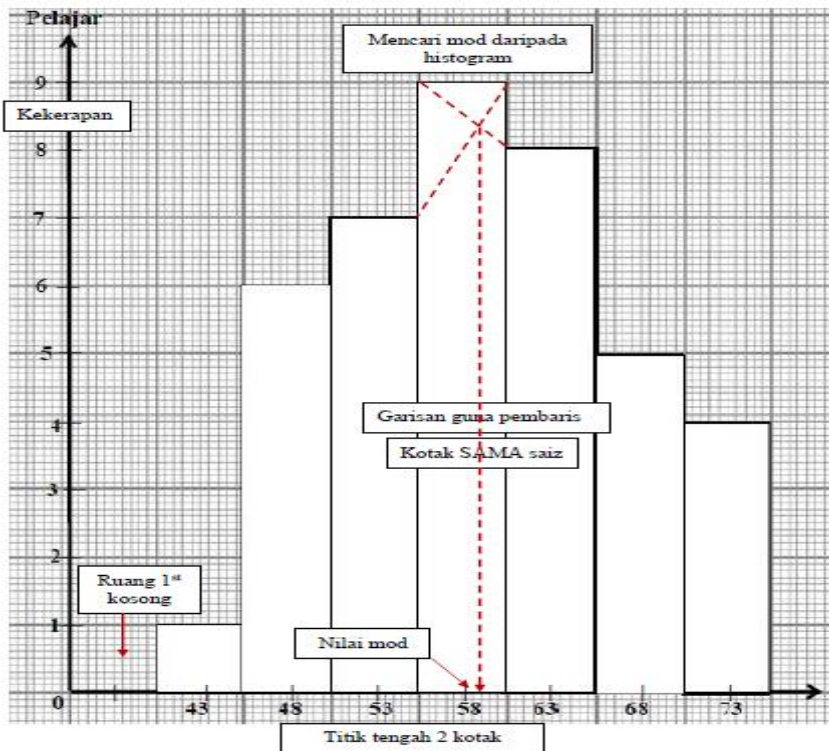 Pelajar
Mencari mod daripada
histogram
9
Kekerapan
8
7
6
5
4
Garisan guna pembaris
Kotak SAMA saiz
3
2
Ruang 1st
kosong
1
Nilai mod
0
43 48 53 58 63 68 73
Titik tengah 2 kotak